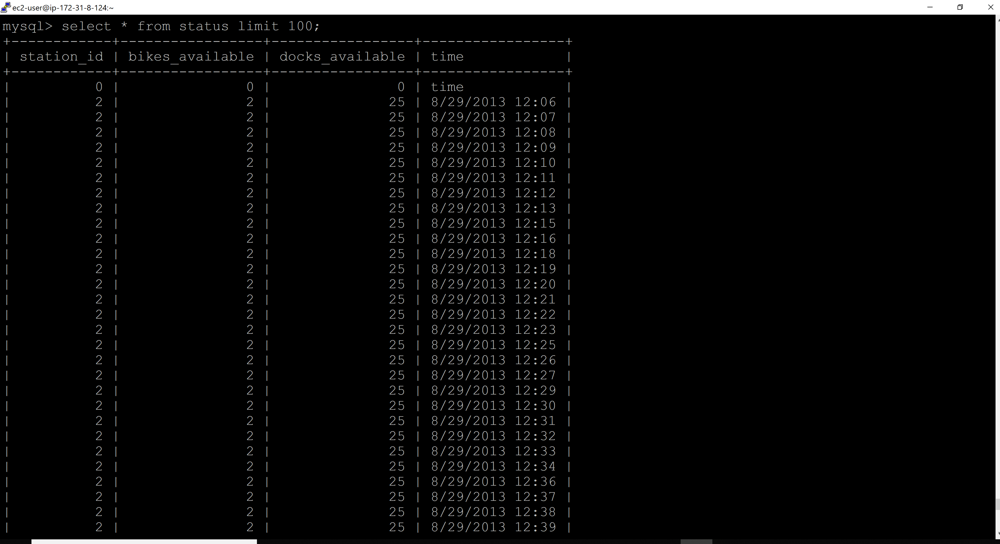 ec2-user@ip-172-31-8-124:~
mysql> select * from status limit 100;
+------------+-----------------+-----------------+-----------------+
| station_id | bikes_available | docks_available | time            |
+------------+-----------------+-----------------+-----------------+
|          0 |               0 |               0 | time            |
|          2 |               2 |              25 | 8/29/2013 12:06 |
|          2 |               2 |              25 | 8/29/2013 12:07 |
|          2 |               2 |              25 | 8/29/2013 12:08 |
|          2 |               2 |              25 | 8/29/2013 12:09 |
|          2 |               2 |              25 | 8/29/2013 12:10 |
|          2 |               2 |              25 | 8/29/2013 12:11 |
|          2 |               2 |              25 | 8/29/2013 12:12 |
|          2 |               2 |              25 | 8/29/2013 12:13 |
|          2 |               2 |              25 | 8/29/2013 12:15 |
|          2 |               2 |              25 | 8/29/2013 12:16 |
|          2 |               2 |              25 | 8/29/2013 12:18 |
|          2 |               2 |              25 | 8/29/2013 12:19 |
|          2 |               2 |              25 | 8/29/2013 12:20 |
|          2 |               2 |              25 | 8/29/2013 12:21 |
|          2 |               2 |              25 | 8/29/2013 12:22 |
|          2 |               2 |              25 | 8/29/2013 12:23 |
|          2 |               2 |              25 | 8/29/2013 12:25 |
|          2 |               2 |              25 | 8/29/2013 12:26 |
|          2 |               2 |              25 | 8/29/2013 12:27 |
|          2 |               2 |              25 | 8/29/2013 12:29 |
|          2 |               2 |              25 | 8/29/2013 12:30 |
|          2 |               2 |              25 | 8/29/2013 12:31 |
|          2 |               2 |              25 | 8/29/2013 12:32 |
|          2 |               2 |              25 | 8/29/2013 12:33 |
|          2 |               2 |              25 | 8/29/2013 12:34 |
|          2 |               2 |              25 | 8/29/2013 12:36 |
|          2 |               2 |              25 | 8/29/2013 12:37 |
|          2 |               2 |              25 | 8/29/2013 12:38 |
|          2 |               2 |              25 | 8/29/2013 12:39 |